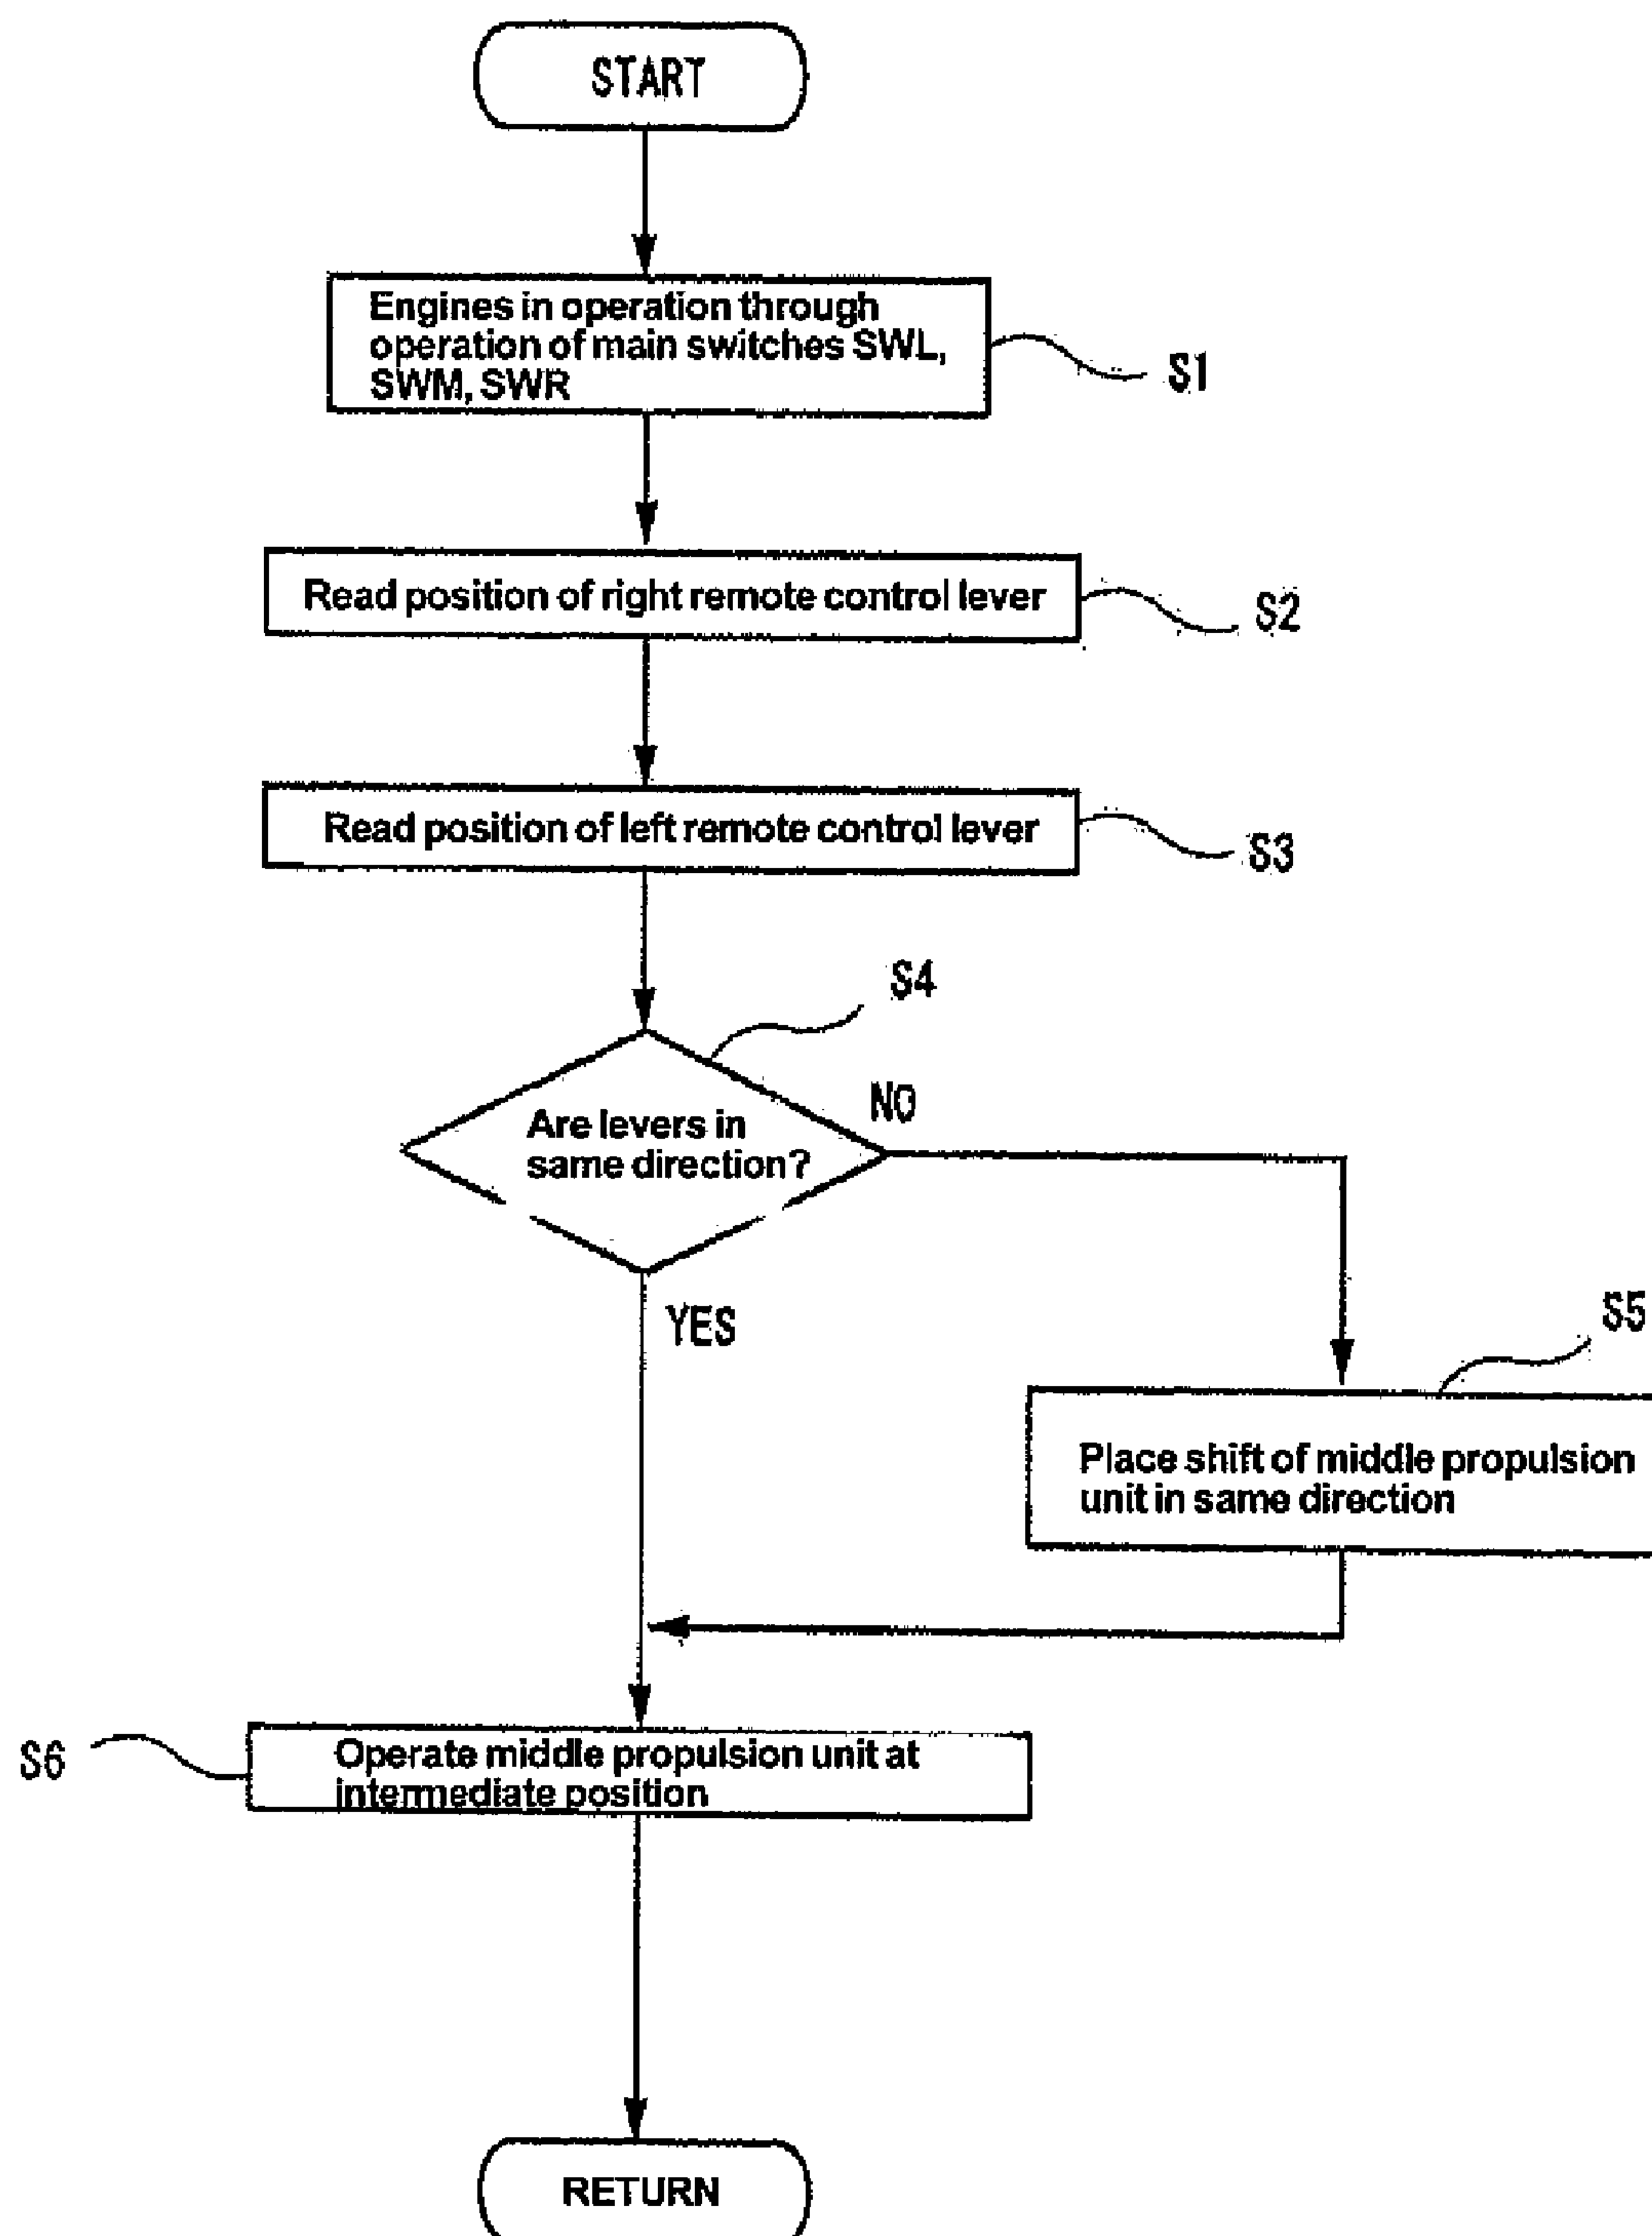 START
Engines in operation through
operation of main switches SWL,
SWM, SWR
S1
Read position of right remote control lever
S2
Read position of left remote control lever
S3
S4
Are levers in
same direction?
NO
YES
S5
Place shift of middle propulsion
unit in same direction
S6
Operate middle propulsion unit at
intermediate position
RETURN